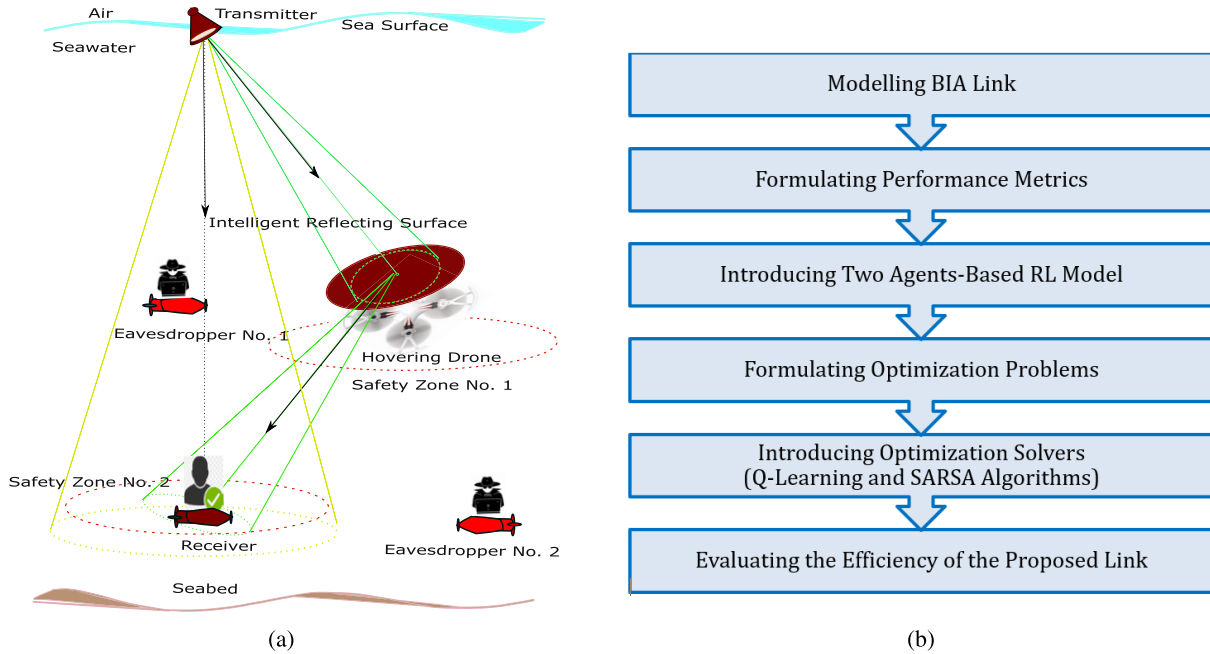 Air
Transmitter
Sea Surface
Seawater
Intelligent Reflecting Surface
Eavesdropper No. 1
Hovering Drone
Safety Zone No. 1
Safety Zone No. 2
Receiver
Eavesdropper No. 2
Seabed
(a)
Modelling BIA Link
Formulating Performance Metrics
Introducing Two Agents-Based RL Model
Formulating Optimization Problems
Introducing Optimization Solvers
(Q-Learning and SARSA Algorithms)
Evaluating the Efficiency of the Proposed Link
(b)